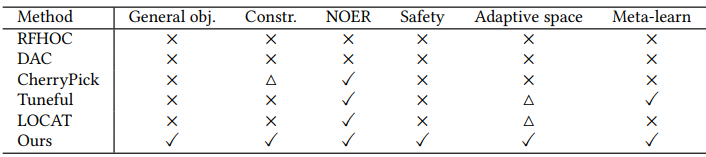 Method General obj. Constr. NOER Safety Adaptive space Meta-learn
RFHOC × × × × × ×
DAC × × × × × ×
CherryPick × △ ✓ × × ×
Tuneful × × ✓ × △ ✓
LOCAT × × ✓ × △ ×
Ours ✓ ✓ ✓ ✓ ✓ ✓